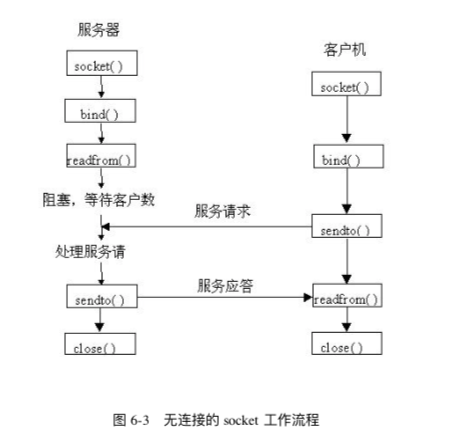 服务器
客户机
socket( )
socket( )
bind( )
bind( )
readfrom( )
阻塞，等待客户数
服务请求
sendto( )
处理服务请
服务应答
sendto( )
readfrom( )
close( )
close( )
图 6-3 无连接的 socket 工作流程